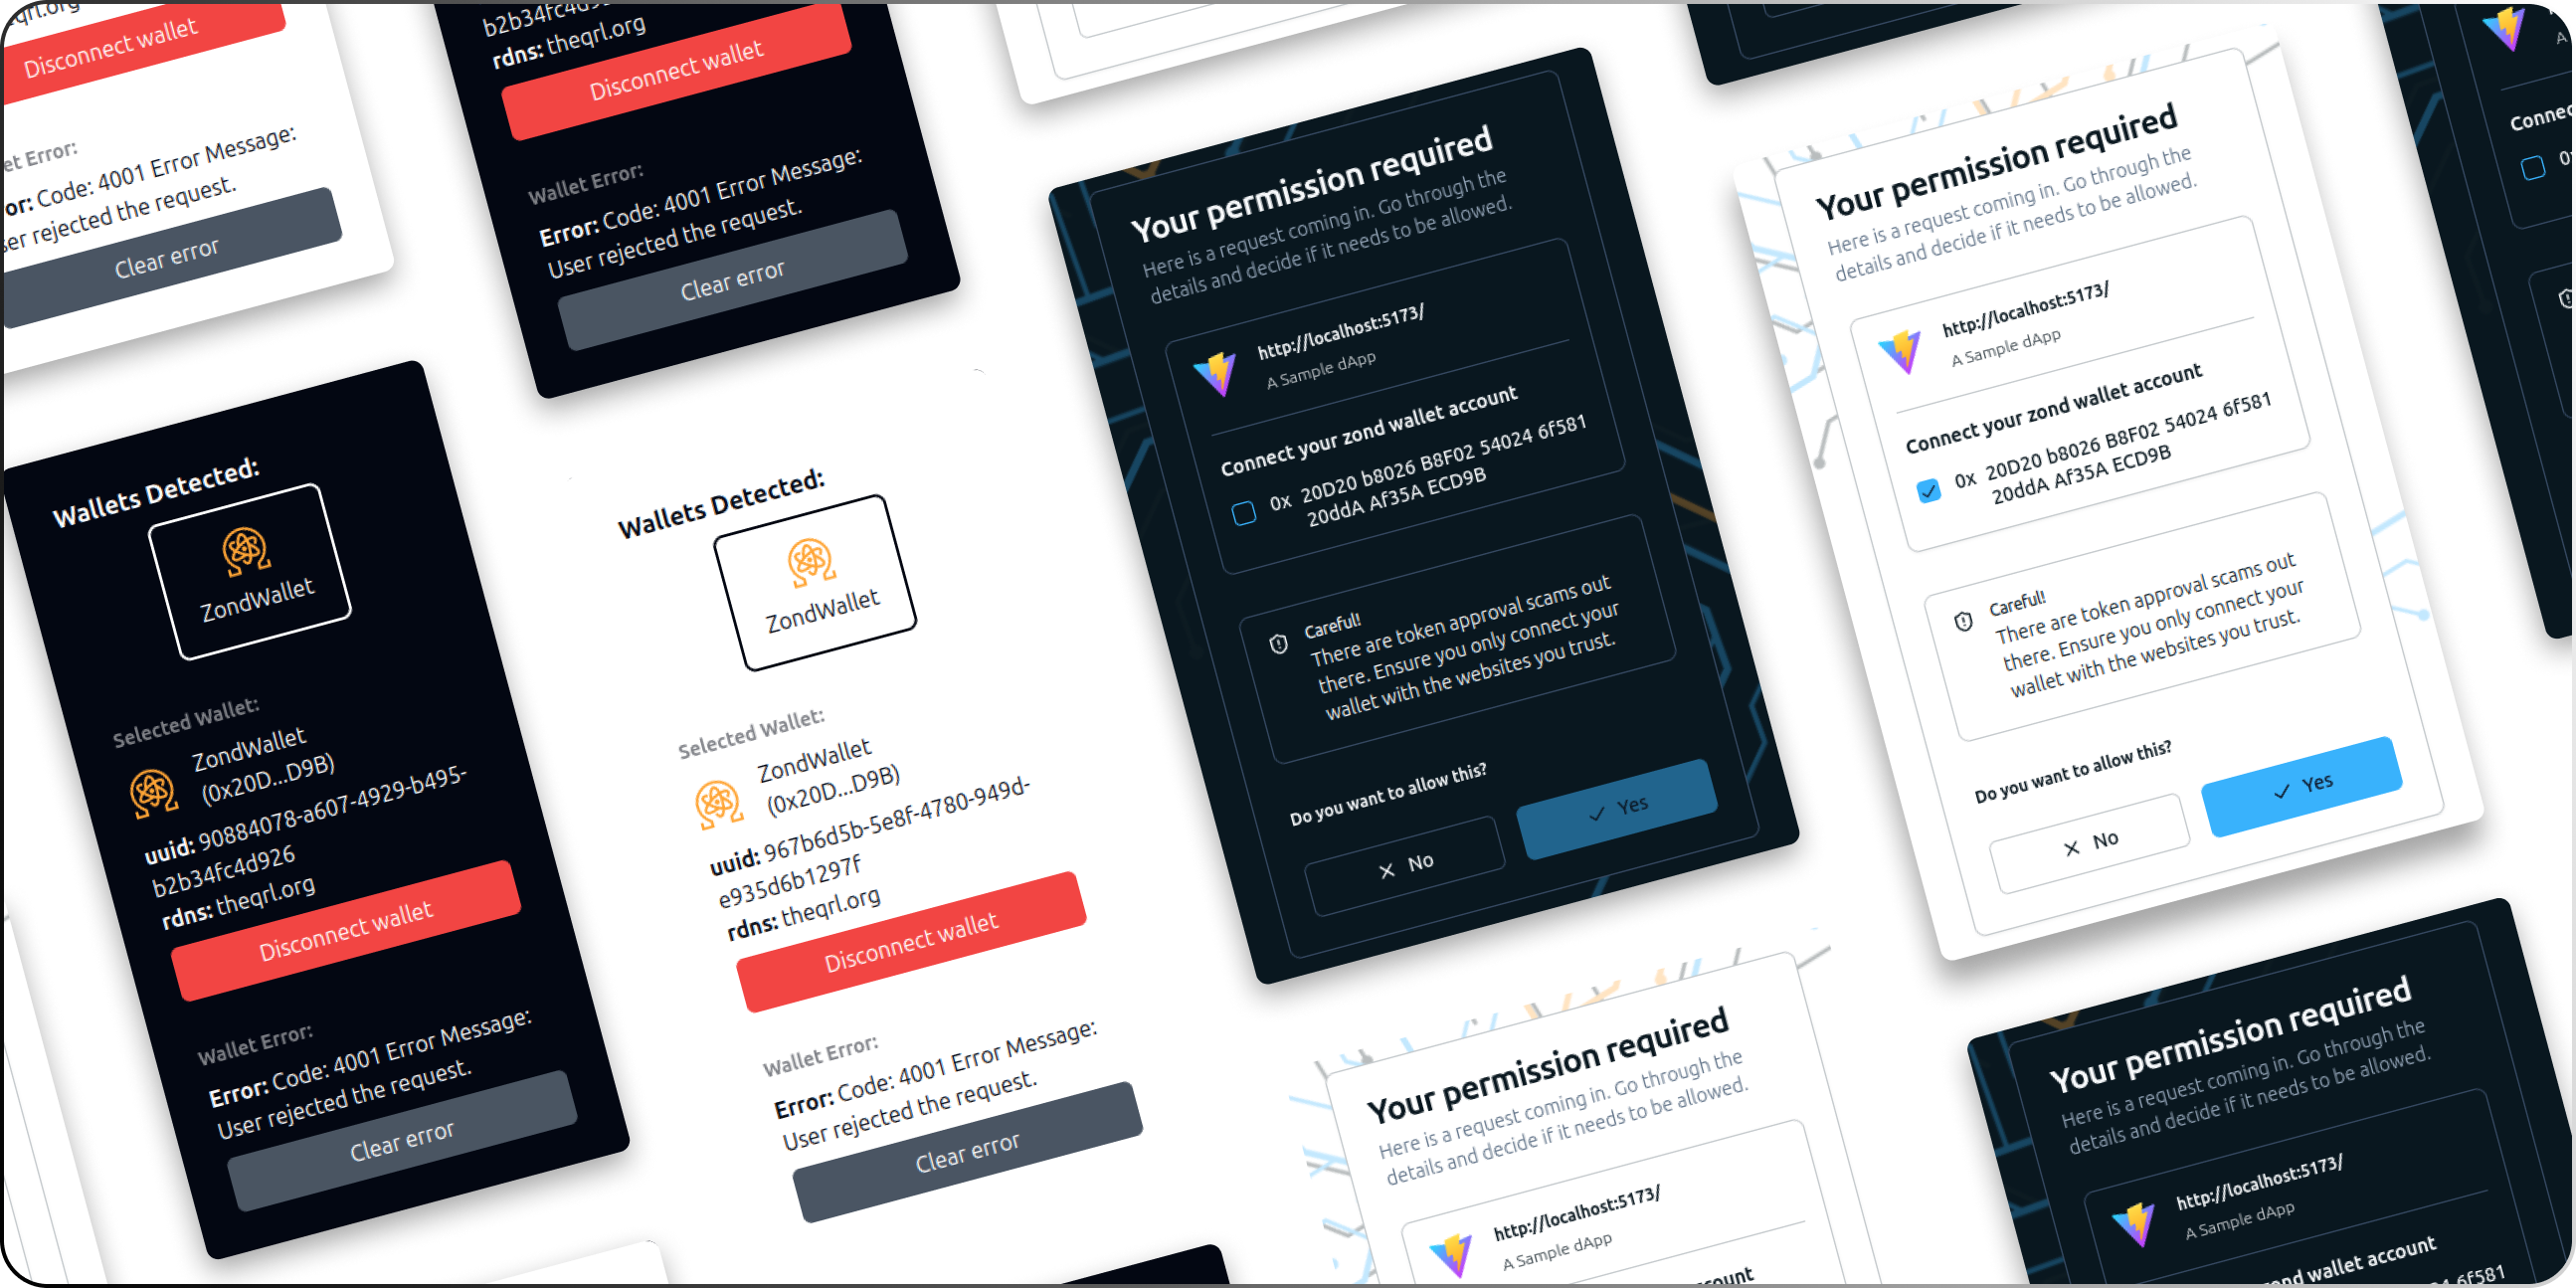 theqrl.org
Disconnect wallet
et Error:
or: Code: 4001 Error Message:
ser rejected the request.
Clear error
b2b34fc4d9
rdns: theqrl.org
Disconnect wallet
Wallet Error:
Error: Code: 4001 Error Message:
User rejected the request.
Clear error
Wallets Detected:
ZondWallet
Selected Wallet:
ZondWallet
(0x20D...D9B)
uuid: 90884078-a607-4929-b495-
b2b34fc4d926
rdns: theqrl.org
Disconnect wallet
Wallet Error:
Error: Code: 4001 Error Message:
User rejected the request.
Clear error
Wallets Detected:
ZondWallet
Selected Wallet:
ZondWallet
(0x20D...D9B)
uuid: 967b6d5b-5e8f-4780-949d-
e935d6b1297f
rdns: theqrl.org
Disconnect wallet
Wallet Error:
Error: Code: 4001 Error Message:
User rejected the request.
Clear error
Your permission required
Here is a request coming in. Go through the
details and decide if it needs to be allowed.
http://localhost:5173/
A Sample dApp
Connect your zond wallet account
0x 20D20 b8026 B8F02 54024 6f581
20ddA Af35A ECD9B
Careful!
There are token approval scams out
there. Ensure you only connect your
wallet with the websites you trust.
Do you want to allow this?
No
Yes
Your permission required
Here is a request coming in. Go through the
details and decide if it needs to be allowed.
http://localhost:5173/
A Sample dApp
Connect your zond wallet account
0x 20D20 b8026 B8F02 54024 6f581
20ddA Af35A ECD9B
Careful!
There are token approval scams out
there. Ensure you only connect your
wallet with the websites you trust.
Do you want to allow this?
No
Yes
Your permission required
Here is a request coming in. Go through the
details and decide if it needs to be allowed.
http://localhost:5173/
A Sample dApp
ount
Your permission required
Here is a request coming in. Go through the
details and decide if it needs to be allowed.
http://localhost:5173/
A Sample dApp
ond wallet account
4 6f581
A
Connec
0